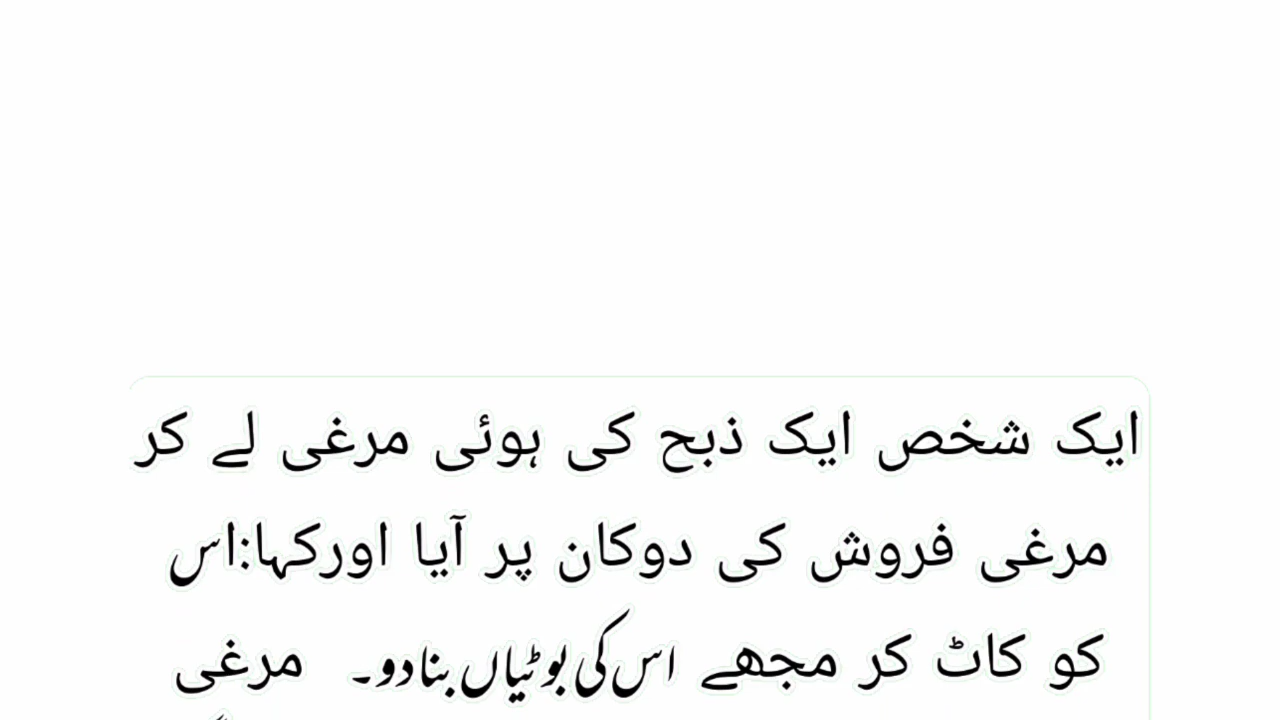 ایک شخص ایک ذبح کی ہوئی مرغی لے کر
مرغی فروش کی دوکان پر آیا اورکہا:اس
کو کاٹ کر مجھے اس کی بوٹیاں بنادو۔ مرغی